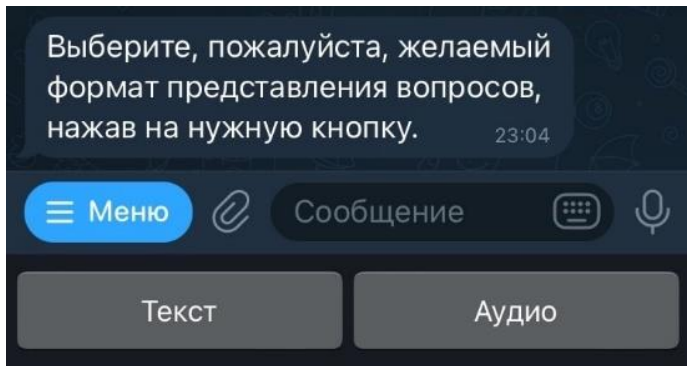 Выберите, пожалуйста, желаемый
формат представления вопросов,
нажав на нужную кнопку.
23:04
Меню
Сообщение
Текст
Аудио